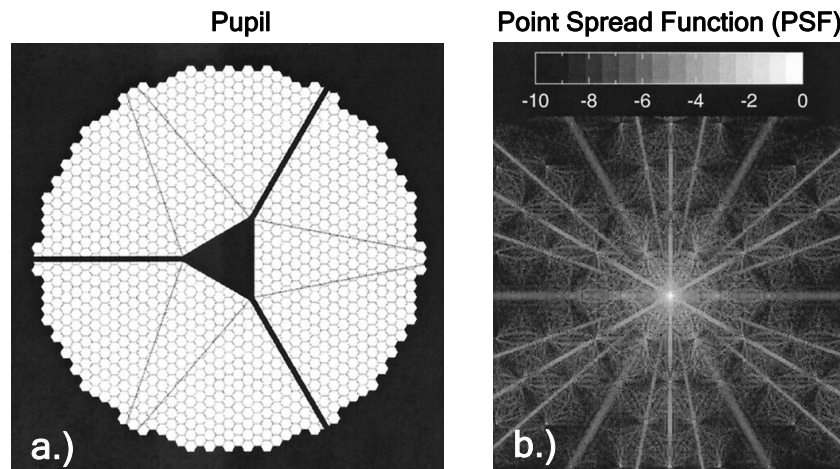 Pupil
Point Spread Function (PSF)
-10 -8 -6 -4 -2 0
a.)
b.)